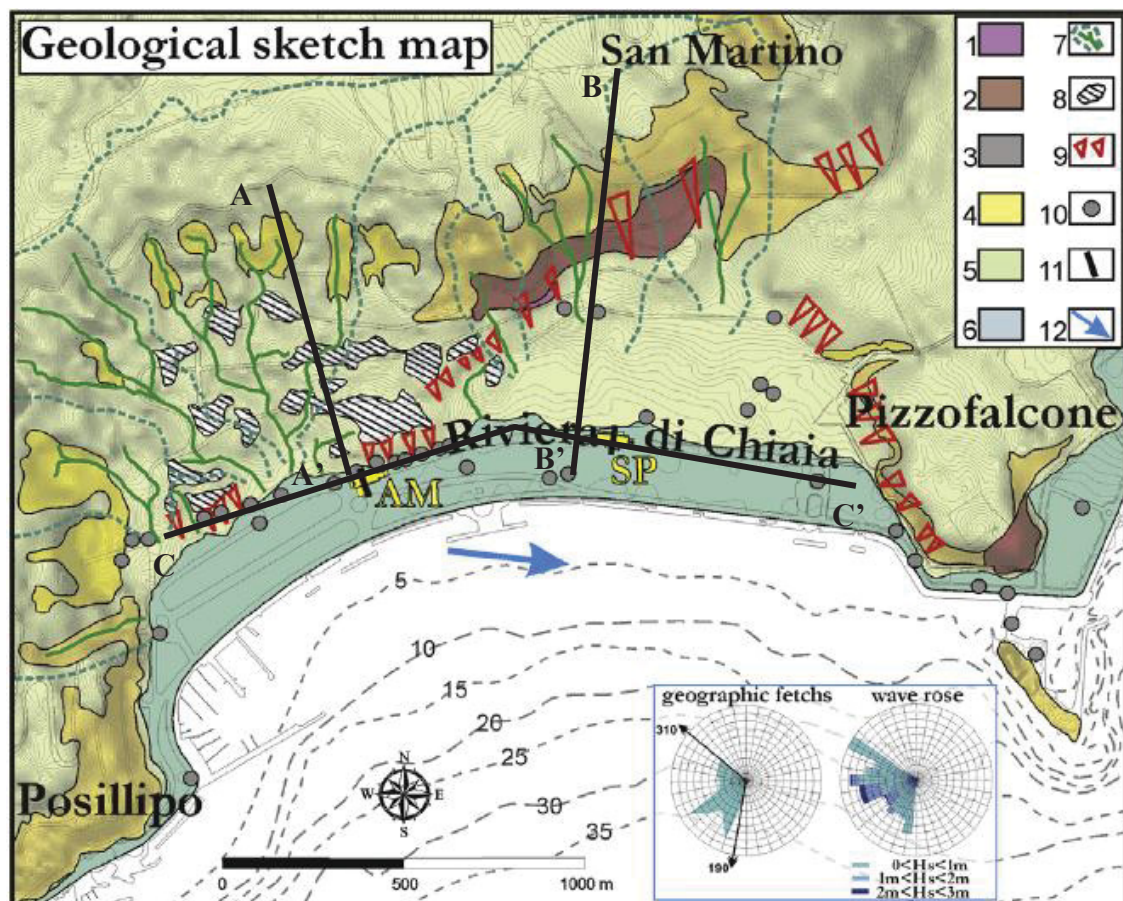 Geological sketch map
San Martino
B
A
1
2
3
4
5
6
7
8
9
10
11
12
Pizzofalcone
Riviera di Chiaia
A'
B'
AM
SP
C'
C
5
10
15
20
25
30
35
Posillipo
N
W E
S
0 500 1000 m
geographic fetchs wave rose
310
190
0<Hs<1m
1m<Hs<2m
2m<Hs<3m